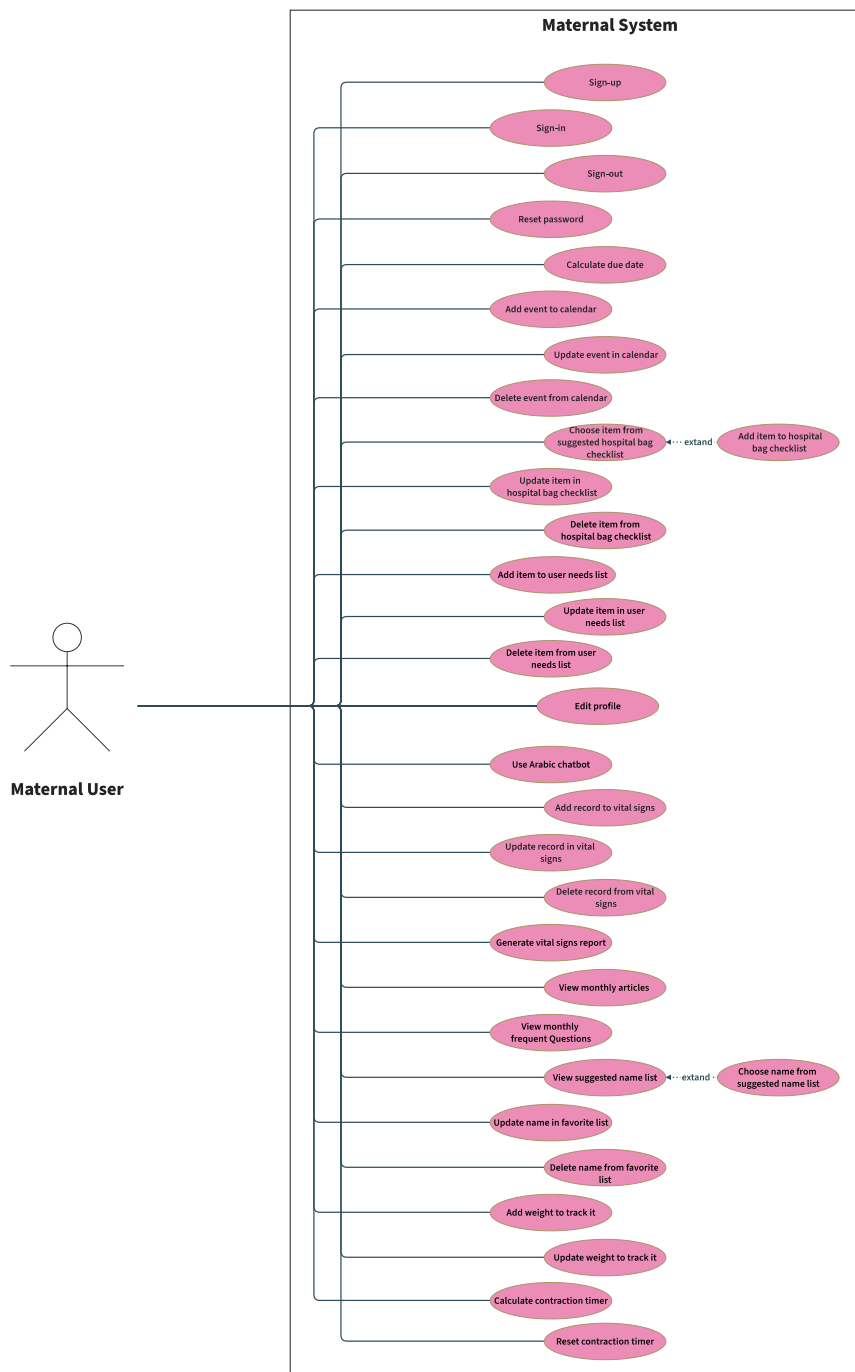 Maternal System
Sign-up
Sign-in
Sign-out
Reset password
Calculate due date
Add event to calendar
Update event in calendar
Delete event from calendar
Choose item from
suggested hospital bag
checklist
extand
Add item to hospital
bag checklist
Update item in
hospital bag checklist
Delete item from
hospital bag checklist
Add item to user needs list
Update item in user
needs list
Delete item from user
needs list
Edit profile
Maternal User
Use Arabic chatbot
Add record to vital signs
Update record in vital
signs
Delete record from vital
signs
Generate vital signs report
View monthly articles
View monthly
frequent Questions
View suggested name list
extand
Choose name from
suggested name list
Update name in favorite list
Delete name from favorite
list
Add weight to track it
Update weight to track it
Calculate contraction timer
Reset contraction timer